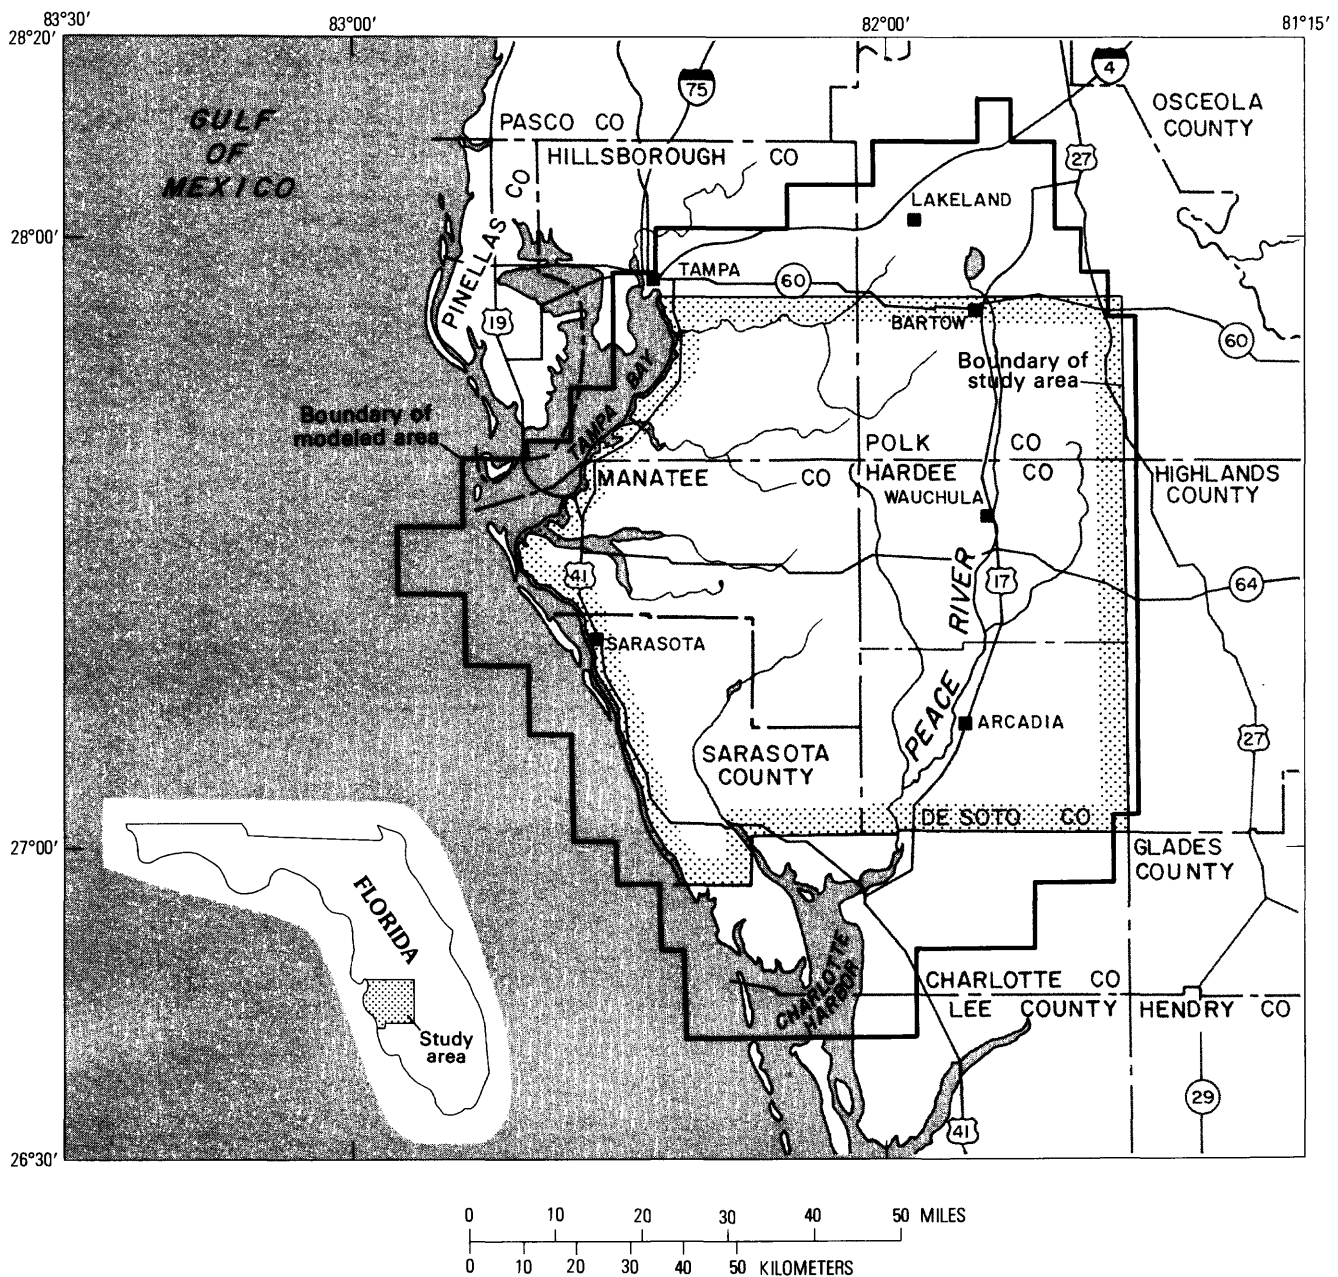 83°30'
83°00'
82°00'
81°15'
28°20'
4
75
GULF
OF
MEXICO
OSCEOLA
COUNTY
PASCO CO
HILLSBOROUGH CO
27
PINELLAS CO
LAKELAND
28°00'
TAMPA
60
19
BARTOW
60
Boundary of
study area
TAMPA BAY
Boundary of
modeled area
POLK CO
MANATEE CO
HARDEE CO
HIGHLANDS
COUNTY
WAUCHULA
41
17
64
PEACE RIVER
SARASOTA
ARCADIA
27
SARASOTA
COUNTY
DE SOTO CO
27°00'
GLADES
COUNTY
FLORIDA
Study
area
CHARLOTTE
HARBOR
CHARLOTTE CO
LEE COUNTY
HENDRY CO
29
41
26°30'
0 10 20 30 40 50 MILES
0 10 20 30 40 50 KILOMETERS